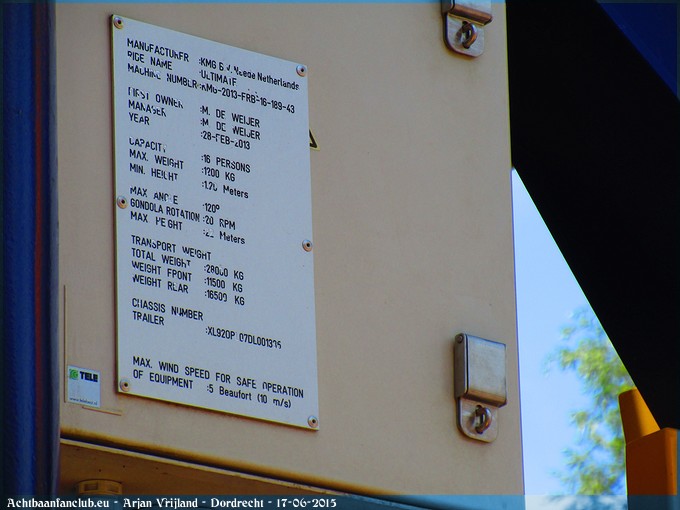 MANUFACTURER :KMG B.V. Neede Netherlands
RIDE NAME :ULTIMATE
MACHINE NUMBER :KMG-2013-FRB-16-189-43
FIRST OWNER :M. DE WEIJER
MANAGER :M. DE WEIJER
YEAR :28-FEB-2013
CAPACITY :16 PERSONS
MAX. WEIGHT :1200 KG
MIN. HEIGHT :1.20 Meters
MAX ANGLE :120°
GONDOLA ROTATION :20 RPM
MAX. HEIGHT Meters
TRANSPORT WEIGHT
TOTAL WEIGHT :28000 KG
WEIGHT FRONT :11500 KG
WEIGHT REAR :16500 KG
CHASSIS NUMBER
TRAILER
MAX. WIND SPEED FOR SAFE OPERATION
OF EQUIPMENT :5 Beaufort (10 m/s)
TELE
Achtbaanfanclub.eu - Arjan Vrijland - Dordrecht - 17-06-2015